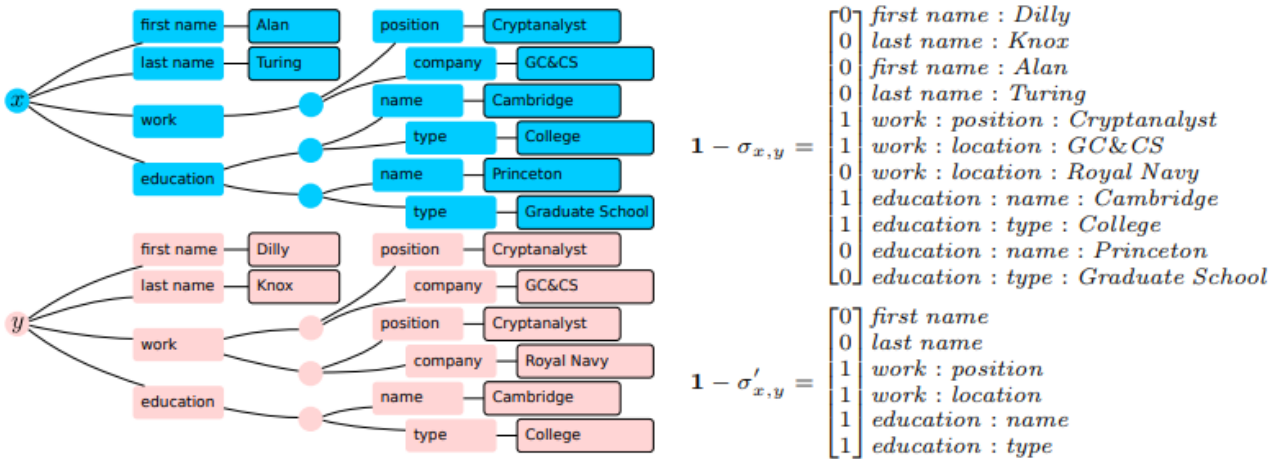 first name Alan position Cryptanalyst
last name Turing company GC&CS
x
name Cambridge
work
type College
education name Princeton
type Graduate School
first name Dilly position Cryptanalyst
last name Knox company GC&CS
y
position Cryptanalyst
work
company Royal Navy
education name Cambridge
type College
1 − σx,y =
0 first name : Dilly
0 last name : Knox
0 first name : Alan
0 last name : Turing
1 work : position : Cryptanalyst
1 work : location : GC&CS
0 work : location : Royal Navy
1 education : name : Cambridge
1 education : type : College
0 education : name : Princeton
0 education : type : Graduate School
1 − σ′x,y =
0 first name
0 last name
1 work : position
1 work : location
1 education : name
1 education : type